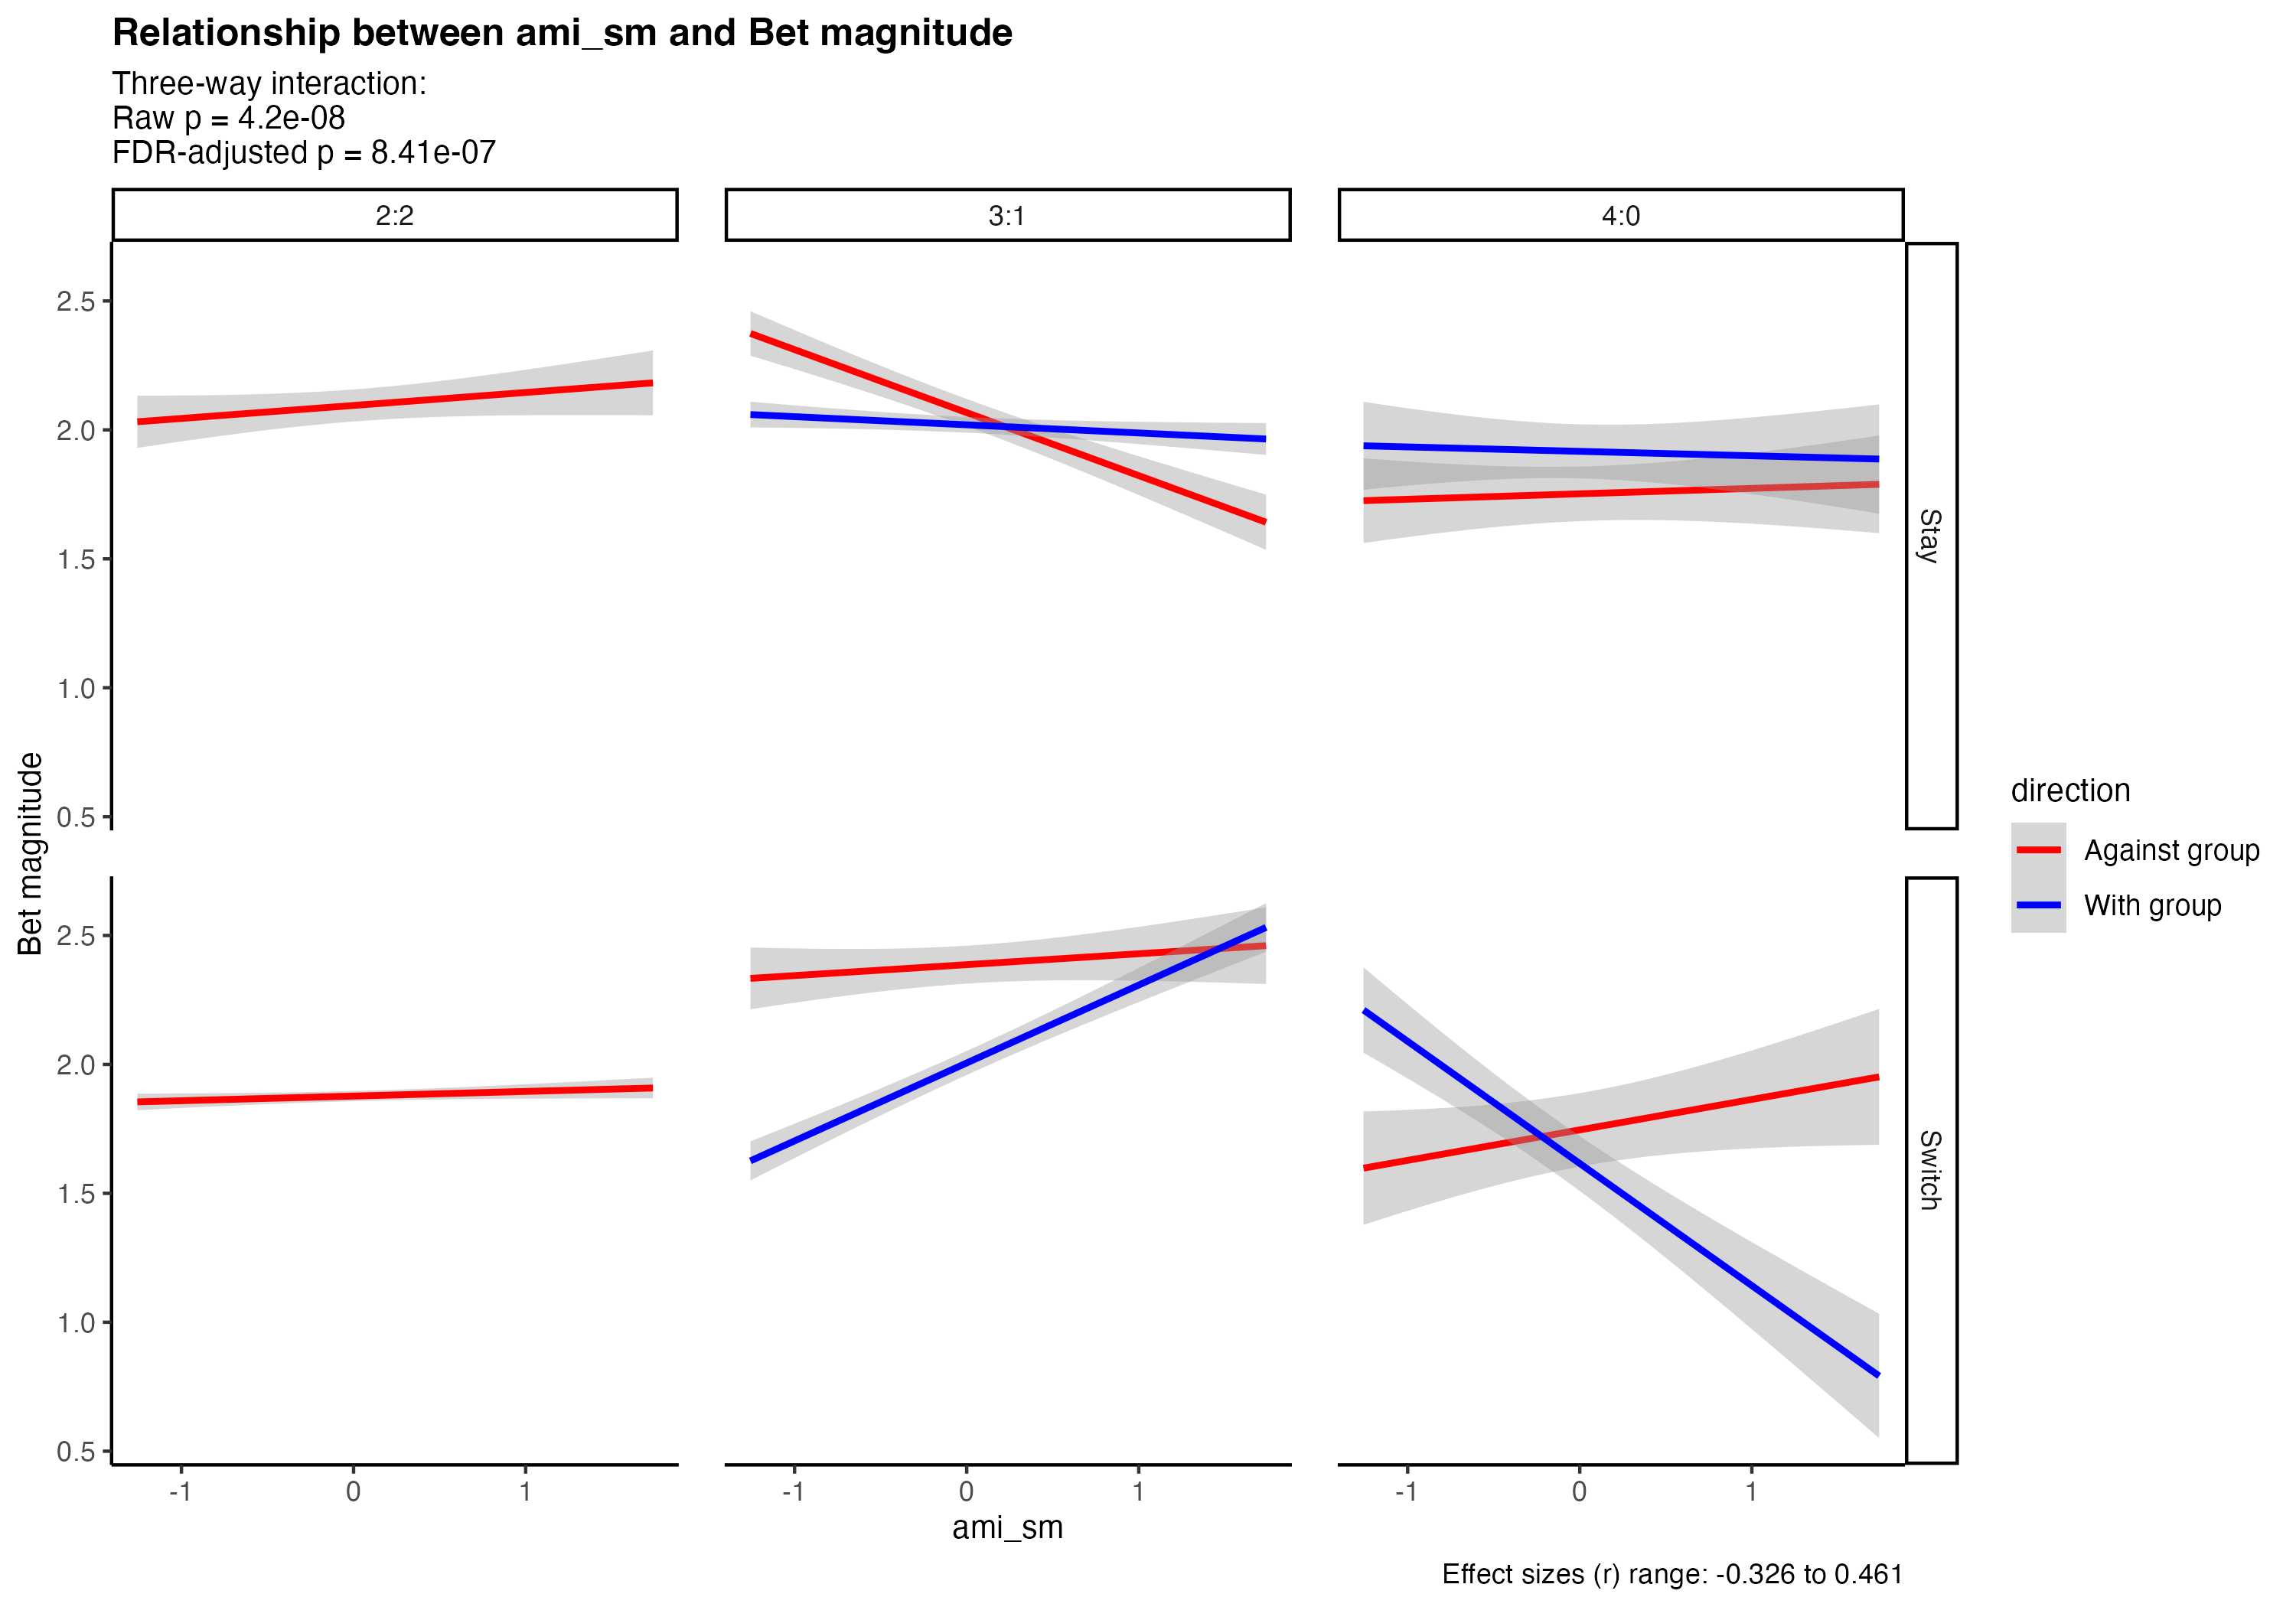 Relationship between ami_sm and Bet magnitude
Three-way interaction:
Raw p = 4.2e-08
FDR-adjusted p = 8.41e-07
2:2
3:1
4:0
2.5
2.0
1.5
1.0
0.5
Stay
Bet magnitude
direction
Against group
With group
2.5
2.0
1.5
1.0
0.5
Switch
-1 0 1
-1 0 1
-1 0 1
ami_sm
Effect sizes (r) range: -0.326 to 0.461